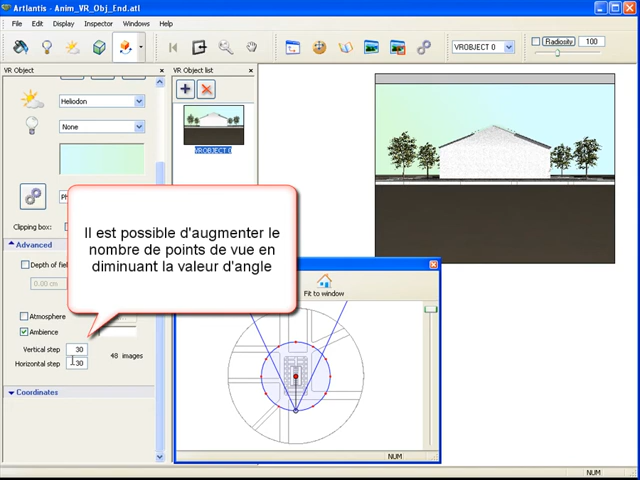 Artlantis - Anim_VR_Obj_End.atl
File Edit Display Inspector Windows Help
VROBJECT 0
Radiosity
100
VR Object
VR Object list
Heliodon
None
VROBJECT 0
Clipping box:
Il est possible d'augmenter le
nombre de points de vue en
diminuant la valeur d'angle
Advanced
Depth of fiel
0.00 cm
Fit to window
Atmosphere
Ambience
Vertical step 30
48 images
Horizontal step 30
Coordinates
NUM
NUM